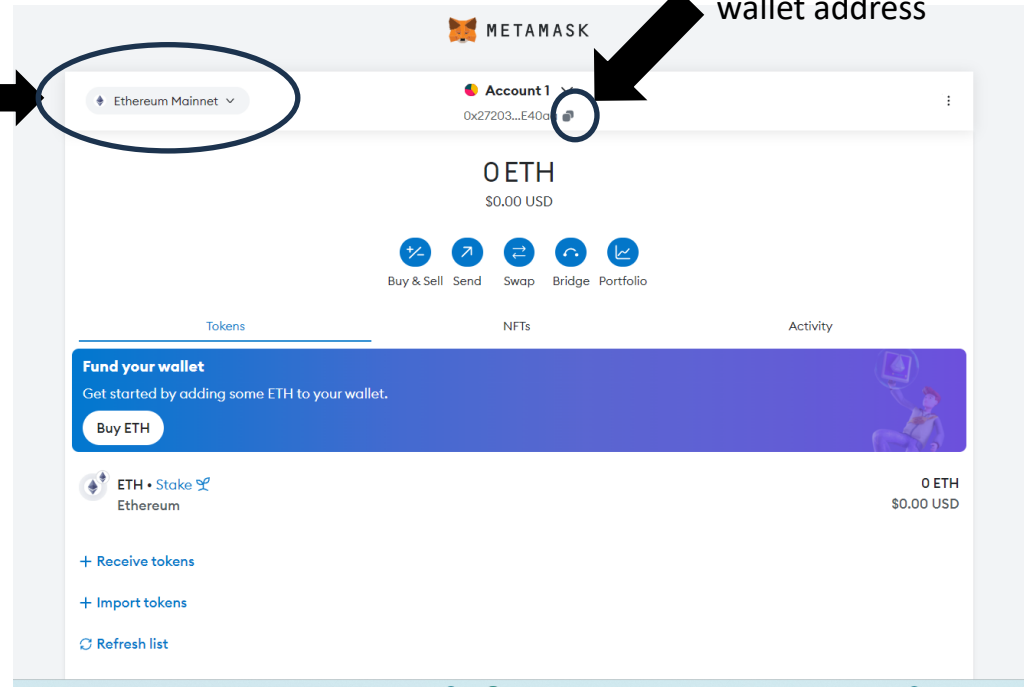 wallet address
METAMASK
Ethereum Mainnet
Account 1
0x27203...E40a
0 ETH
$0.00 USD
Buy & Sell Send Swap Bridge Portfolio
Tokens NFTs Activity
Fund your wallet
Get started by adding some ETH to your wallet.
Buy ETH
ETH • Stake 0 ETH
Ethereum $0.00 USD
+ Receive tokens
+ Import tokens
Refresh list